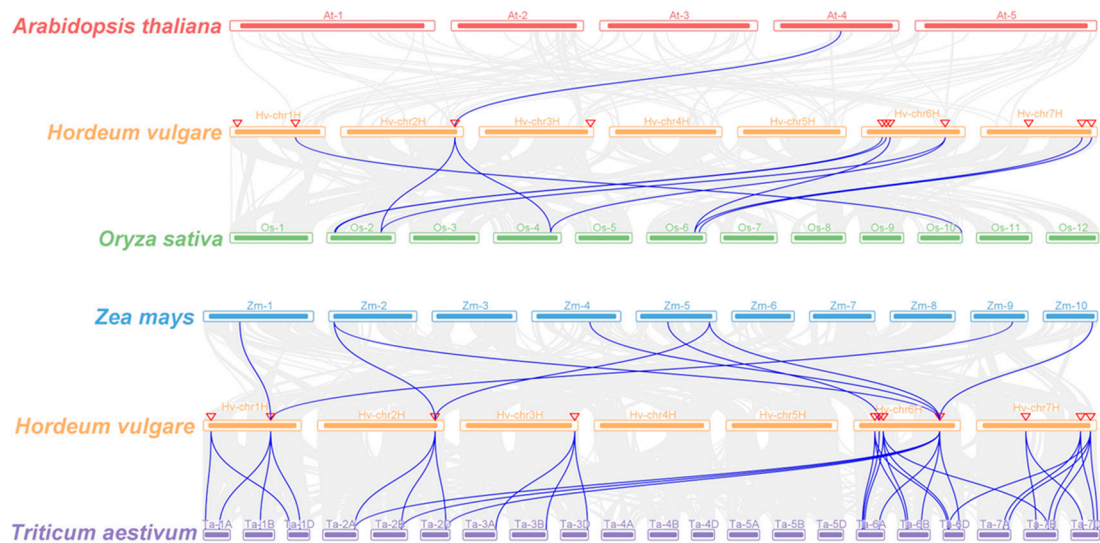 Arabidopsis thaliana At-1 At-2 At-3 At-4 At-5
Hordeum vulgare Hv-chr1H Hv-chr2H Hv-chr3H Hv-chr4H Hv-chr5H Hv-chr6H Hv-chr7H
Oryza sativa Os-1 Os-2 Os-3 Os-4 Os-5 Os-6 Os-7 Os-8 Os-9 Os-10 Os-11 Os-12
Zea mays Zm-1 Zm-2 Zm-3 Zm-4 Zm-5 Zm-6 Zm-7 Zm-8 Zm-9 Zm-10
Hordeum vulgare Hv-chr1H Hv-chr2H Hv-chr3H Hv-chr4H Hv-chr5H Hv-chr6H Hv-chr7H
Triticum aestivum Ta-1A Ta-1B Ta-1D Ta-2A Ta-2B Ta-2D Ta-3A Ta-3B Ta-3D Ta-4A Ta-4B Ta-4D Ta-5A Ta-5B Ta-5D Ta-6A Ta-6B Ta-6D Ta-7A Ta-7B Ta-7D